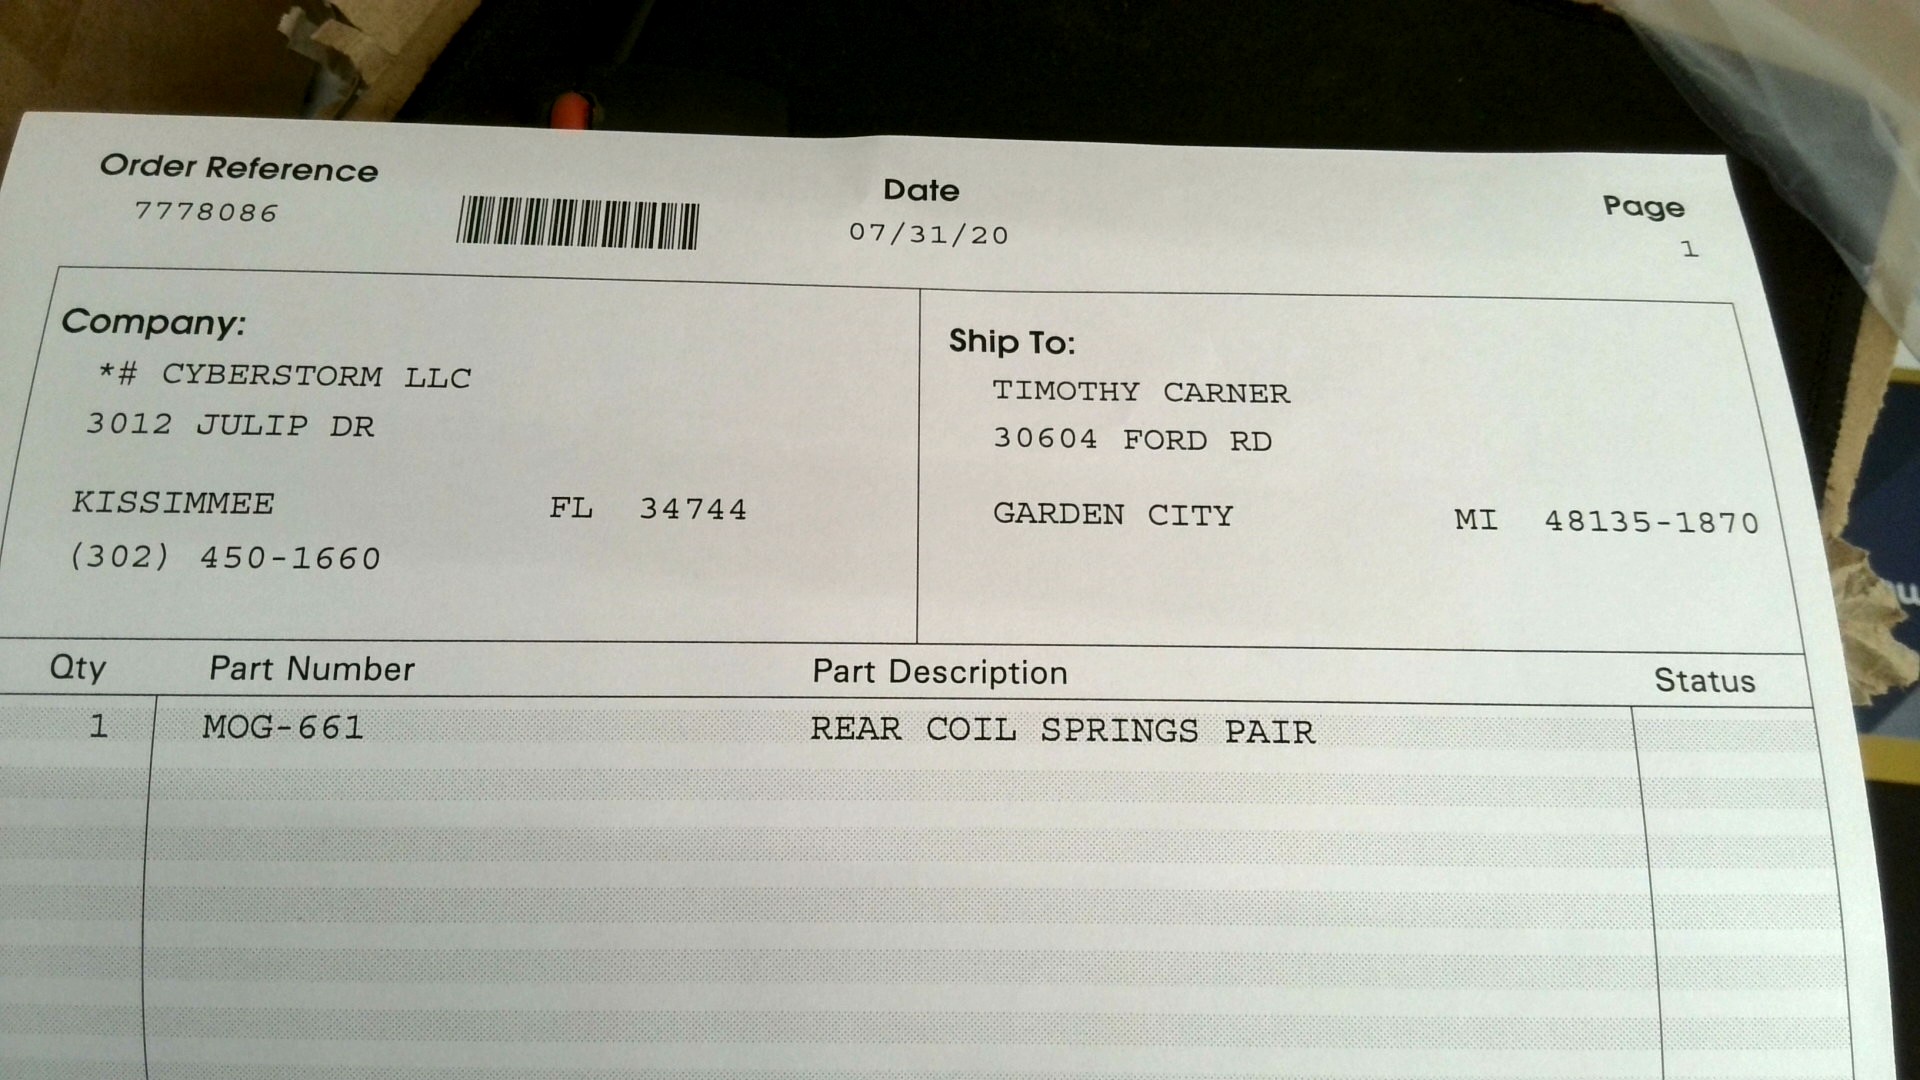 Order Reference
7778086
Date
07/31/20
Page
1
Company:
*# CYBERSTORM LLC
3012 JULIP DR
KISSIMMEE FL 34744
(302) 450-1660
Ship To:
TIMOTHY CARNER
30604 FORD RD
GARDEN CITY MI 48135-1870
Qty Part Number Part Description Status
1 MOG-661 REAR COIL SPRINGS PAIR